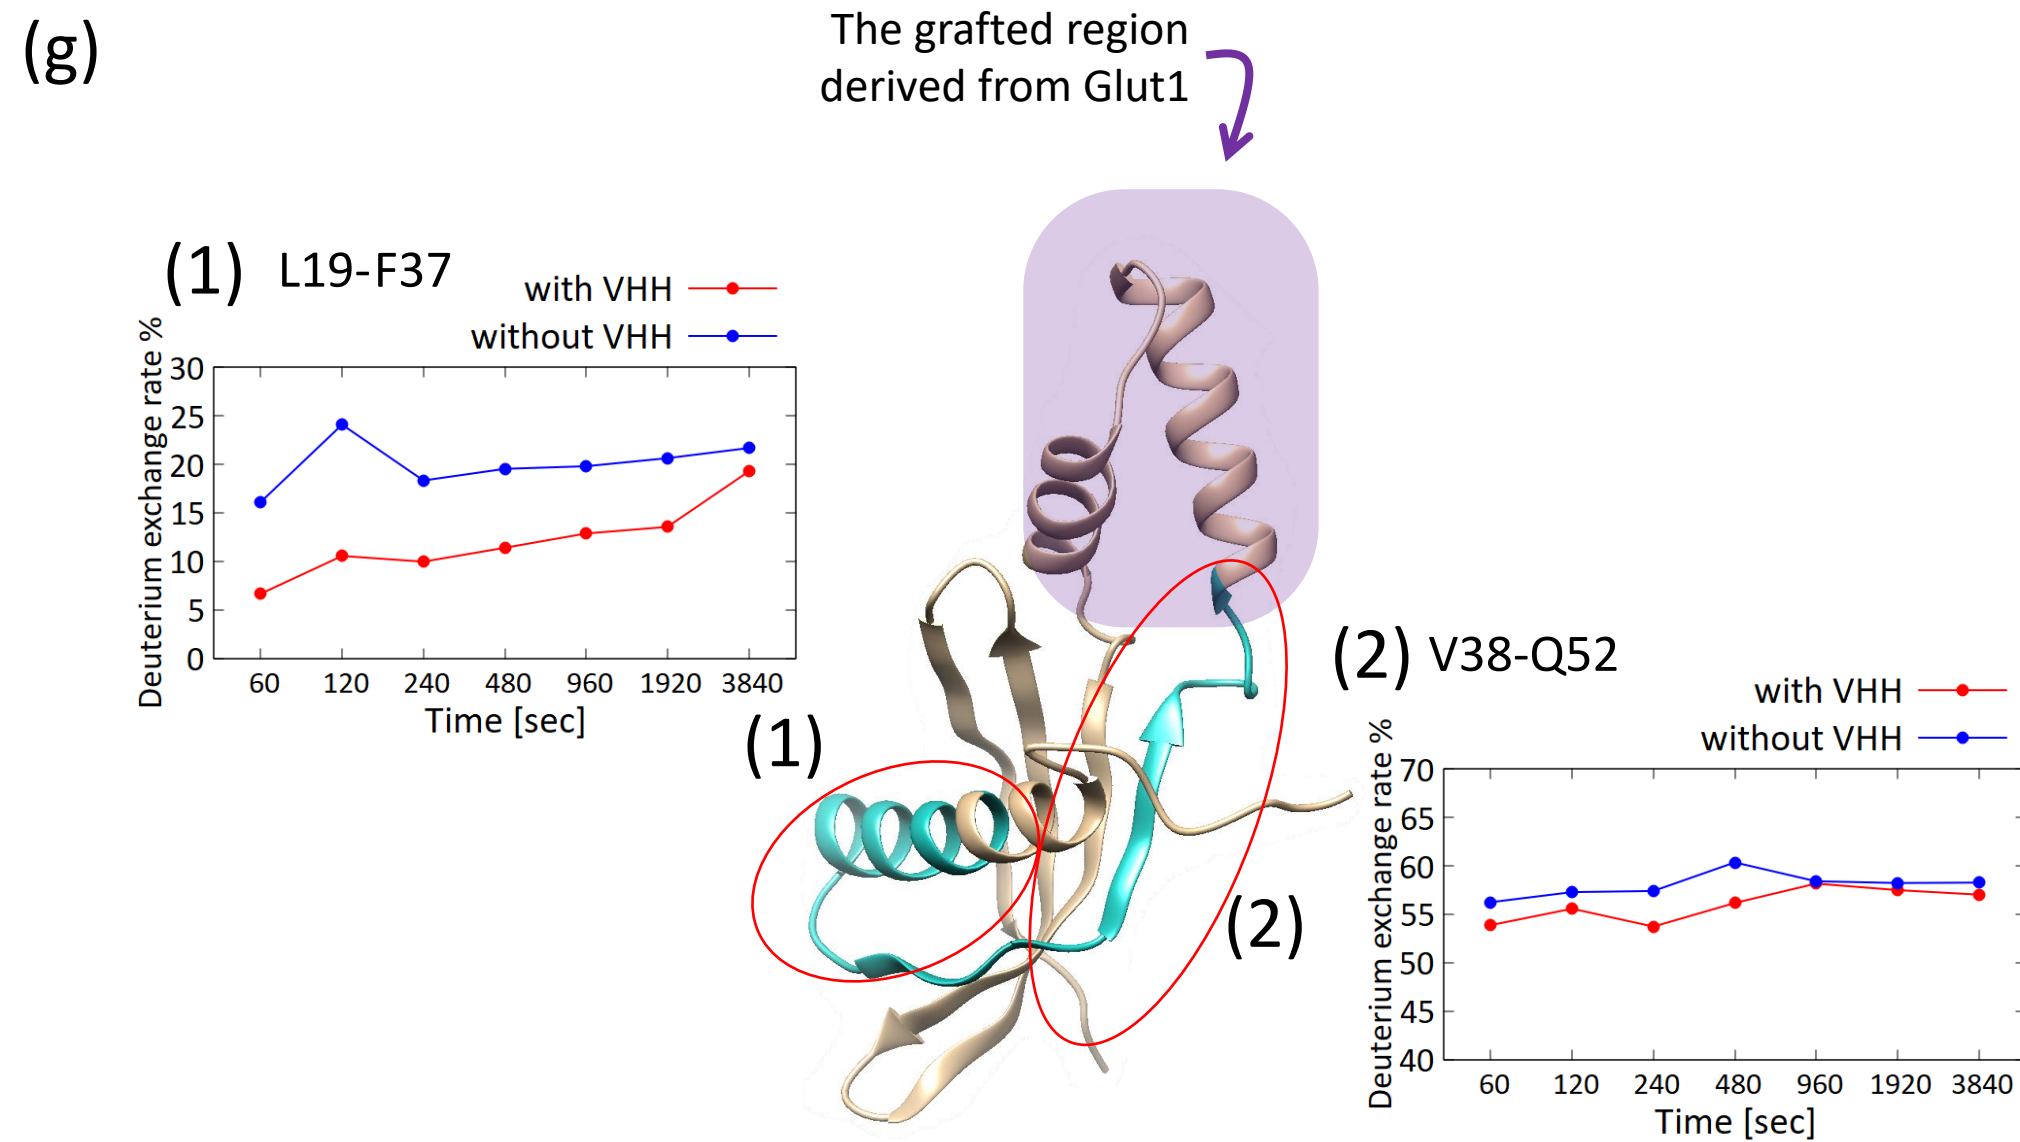 (g)
The grafted region
derived from Glut1
(1) L19-F37
with VHH
without VHH
Deuterium exchange rate %
30
25
20
15
10
5
0
60 120 240 480 960 1920 3840
Time [sec]
(1)
(2)
(2) V38-Q52
with VHH
without VHH
Deuterium exchange rate %
70
65
60
55
50
45
40
60 120 240 480 960 1920 3840
Time [sec]